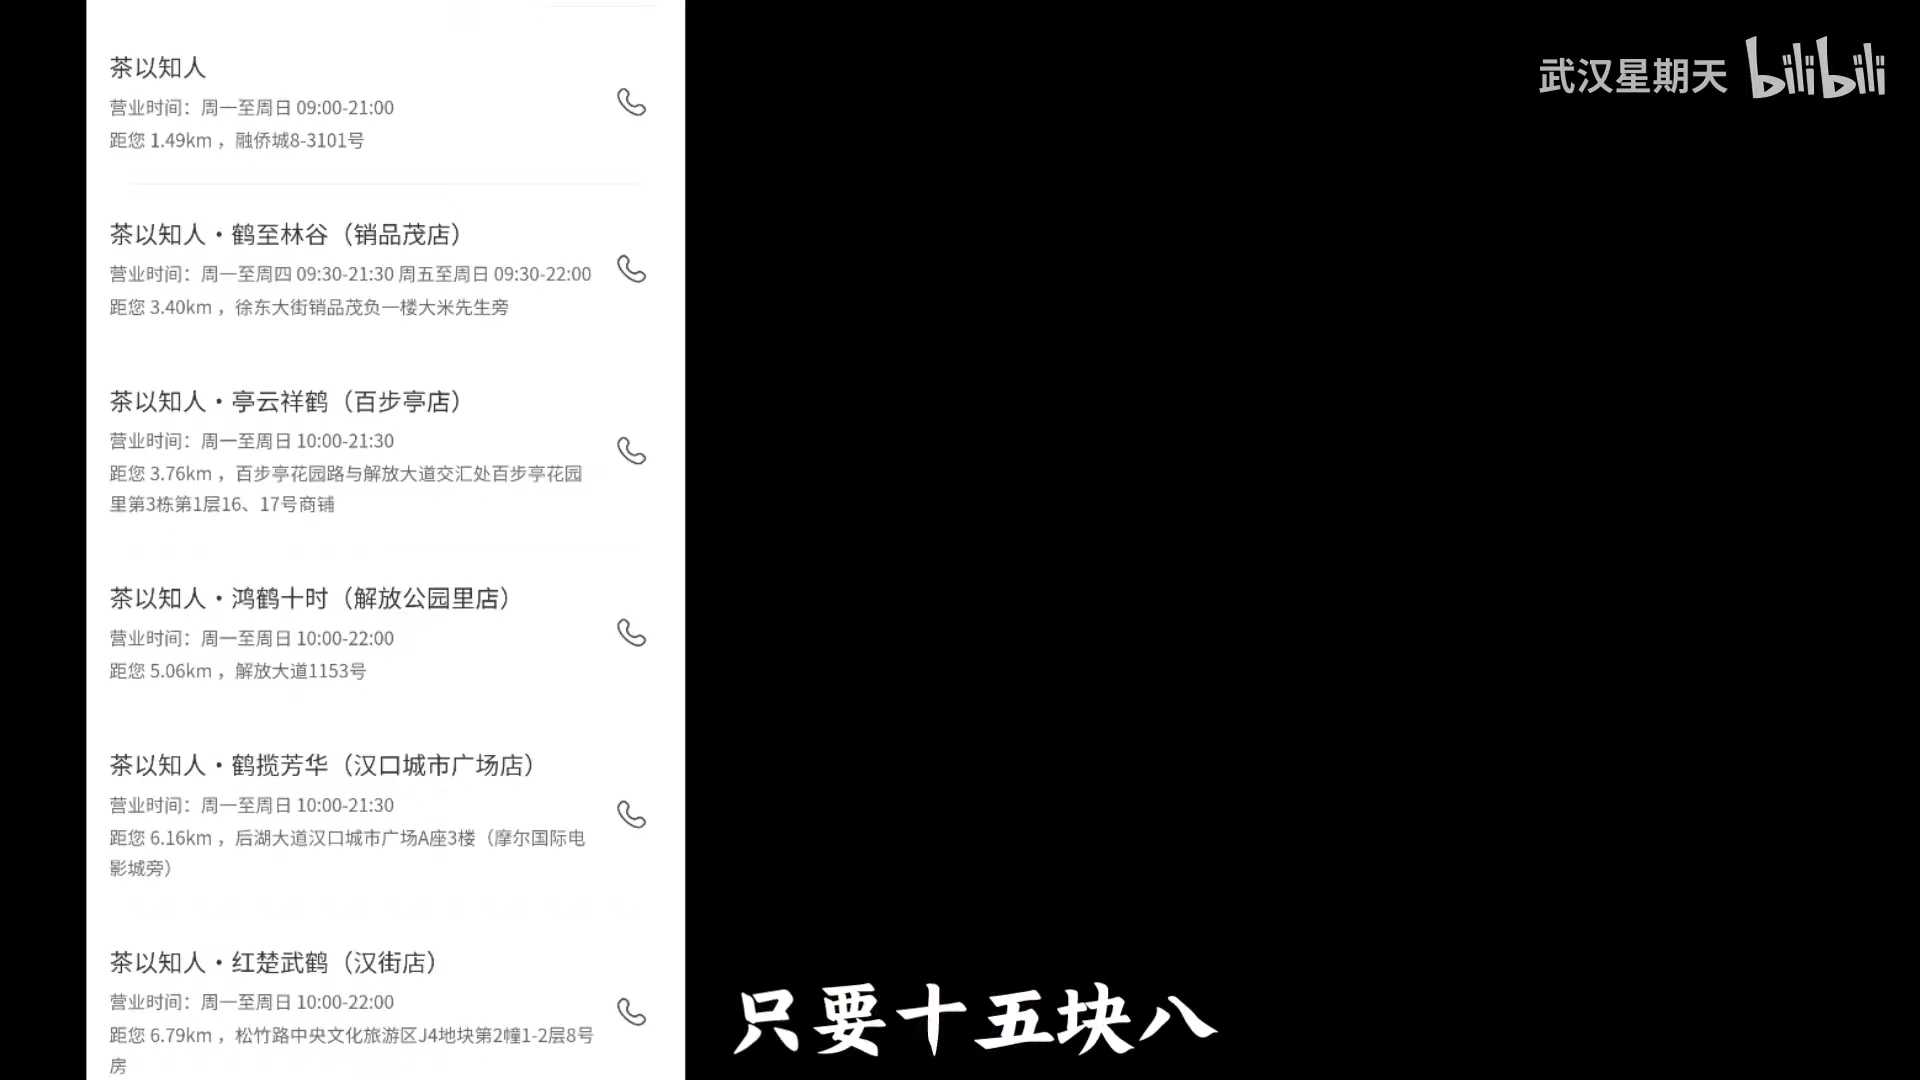 茶以知人
营业时间：周一至周日 09:00-21:00
距您 1.49km ，融侨城8-3101号
茶以知人·鹤至林谷（销品茂店）
营业时间：周一至周四 09:30-21:30 周五至周日 09:30-22:00
距您 3.40km ，徐东大街销品茂负一楼大米先生旁
茶以知人·亭云祥鹤（百步亭店）
营业时间：周一至周日 10:00-21:30
距您 3.76km ，百步亭花园路与解放大道交汇处百步亭花园
里第3栋第1层16、17号商铺
茶以知人·鸿鹤十时（解放公园里店）
营业时间：周一至周日 10:00-22:00
距您 5.06km ，解放大道1153号
茶以知人·鹤揽芳华（汉口城市广场店）
营业时间：周一至周日 10:00-21:30
距您 6.16km ，后湖大道汉口城市广场A座3楼（摩尔国际电
影城旁）
茶以知人·红楚武鹤（汉街店）
营业时间：周一至周日 10:00-22:00
距您 6.79km ，松竹路中央文化旅游区J4地块第2幢1-2层8号
房
武汉星期天 bilibili
只要十五块八